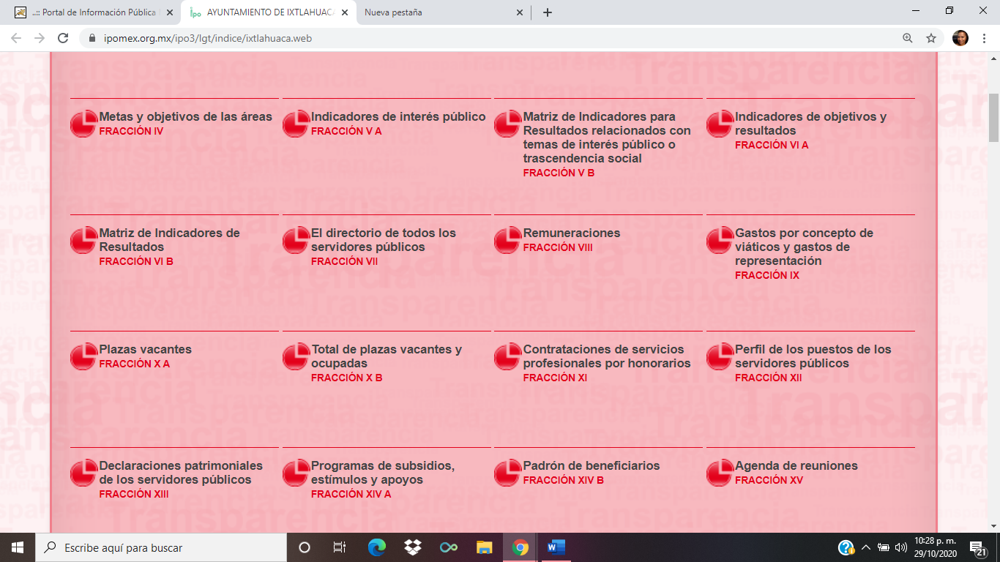 ..:: Portal de Información Pública
ipo AYUNTAMIENTO DE IXTLAHUACA
Nueva pestaña
ipomex.org.mx/ipo3/lgt/indice/ixtlahuaca.web
Metas y objetivos de las áreas
FRACCIÓN IV
Indicadores de interés público
FRACCIÓN V A
Matriz de Indicadores para
Resultados relacionados con
temas de interés público o
trascendencia social
FRACCIÓN V B
Indicadores de objetivos y
resultados
FRACCIÓN VI A
Matriz de Indicadores de
Resultados
FRACCIÓN VI B
El directorio de todos los
servidores públicos
FRACCIÓN VII
Remuneraciones
FRACCIÓN VIII
Gastos por concepto de
viáticos y gastos de
representación
FRACCIÓN IX
Plazas vacantes
FRACCIÓN X A
Total de plazas vacantes y
ocupadas
FRACCIÓN X B
Contrataciones de servicios
profesionales por honorarios
FRACCIÓN XI
Perfil de los puestos de los
servidores públicos
FRACCIÓN XII
Declaraciones patrimoniales
de los servidores públicos
FRACCIÓN XIII
Programas de subsidios,
estímulos y apoyos
FRACCIÓN XIV A
Padrón de beneficiarios
FRACCIÓN XIV B
Agenda de reuniones
FRACCIÓN XV
Escribe aquí para buscar
10:28 p. m.
29/10/2020
21